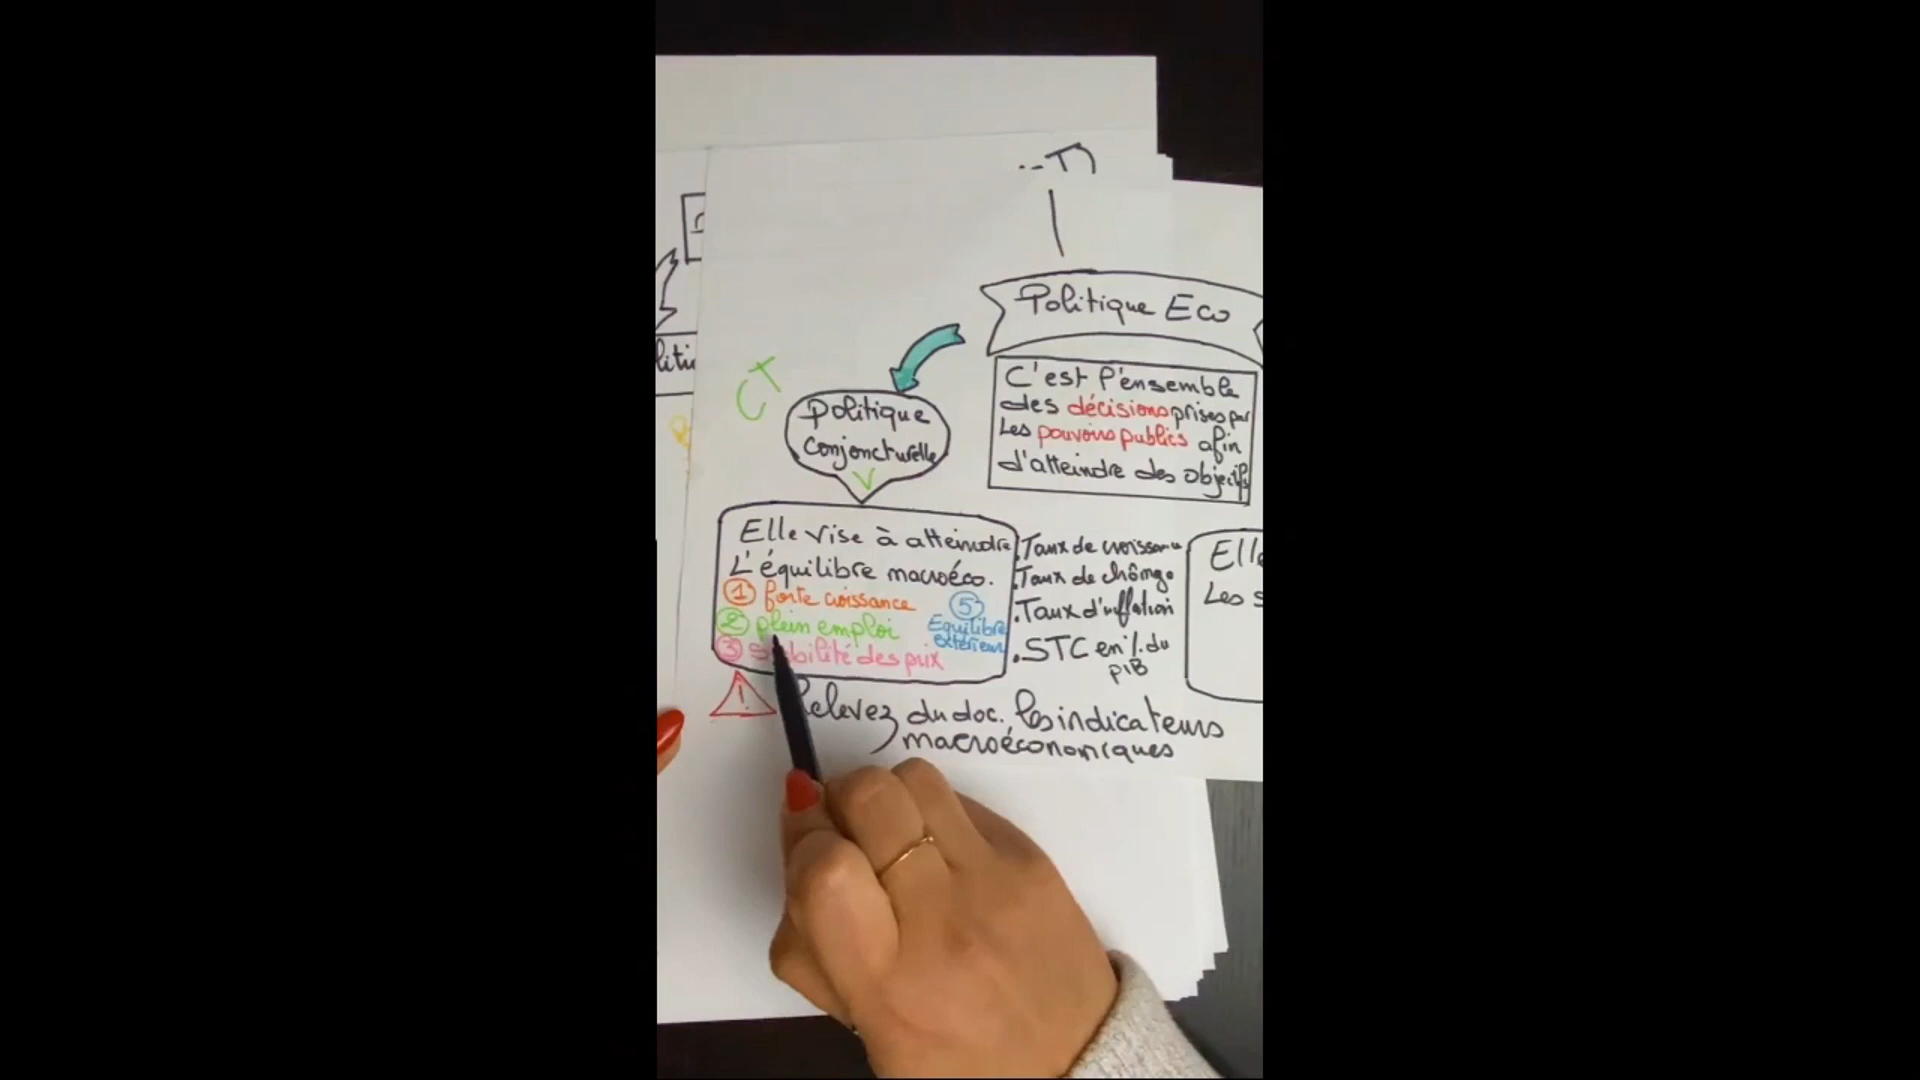 Politique Eco
C'est l'ensemble
des décisions prises par
les pouvoirs publics afin
d'atteindre des objectifs
CT
Politique
conjoncturelle
Elle vise à atteindre
L'équilibre macroéco.
① forte croissance
② plein emploi
③ stabilité des prix
⑤
Equilibre
extérieur
.Taux de croissance
.Taux de chômge
.Taux d'inflation
.STC en % du
PIB
Elle
Les s
litiq
! Relevez du doc. les indicateurs
macroéconomiques